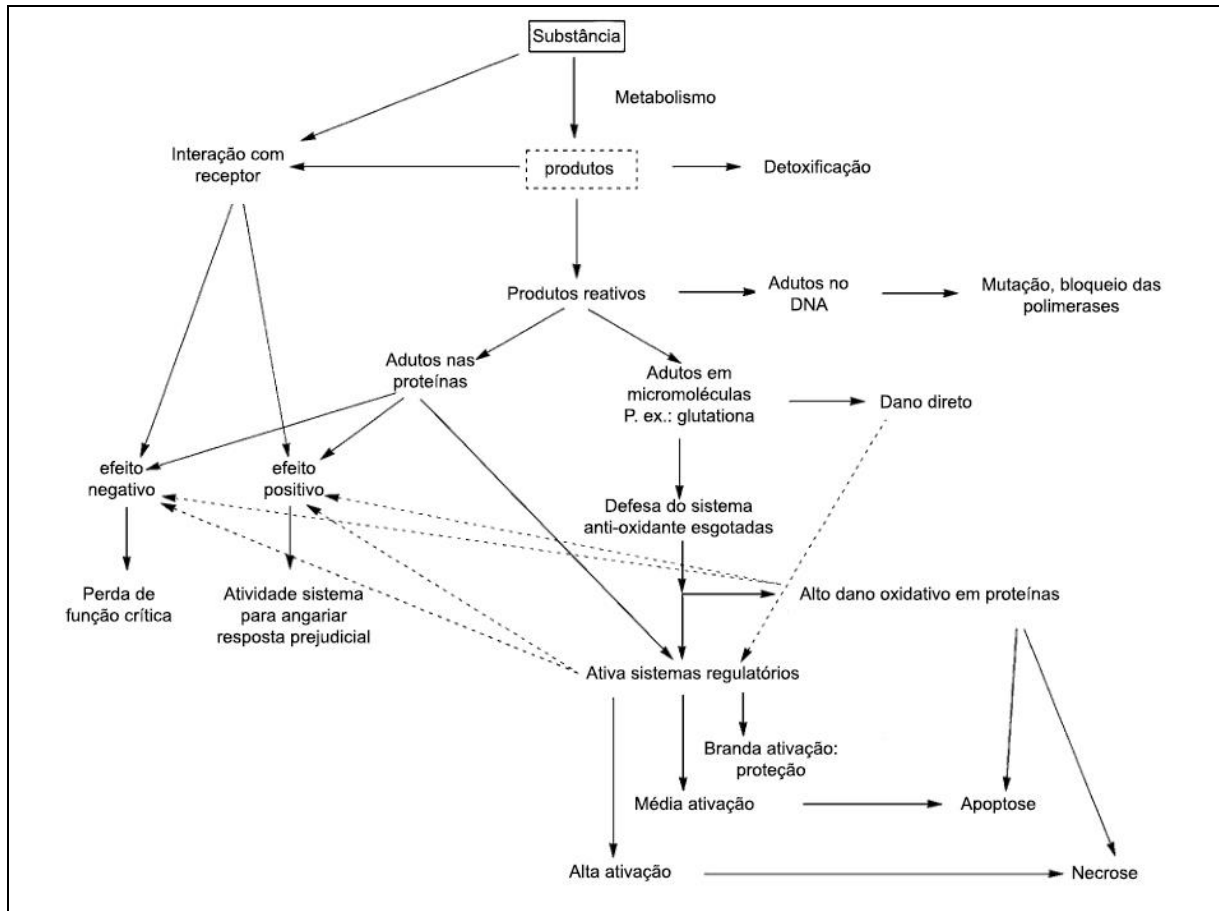 Substância
Metabolismo
Interação com
receptor
produtos
Detoxificação
Produtos reativos
Adutos no
DNA
Mutação, bloqueio das
polimerases
Adutos nas
proteínas
Adutos em
micromoléculas
P. ex.: glutationa
Dano direto
efeito
negativo
efeito
positivo
Defesa do sistema
anti-oxidante esgotadas
Perda de
função crítica
Atividade sistema
para angariar
resposta prejudicial
Alto dano oxidativo em proteínas
Ativa sistemas regulatórios
Branda ativação:
proteção
Média ativação
Apoptose
Alta ativação
Necrose